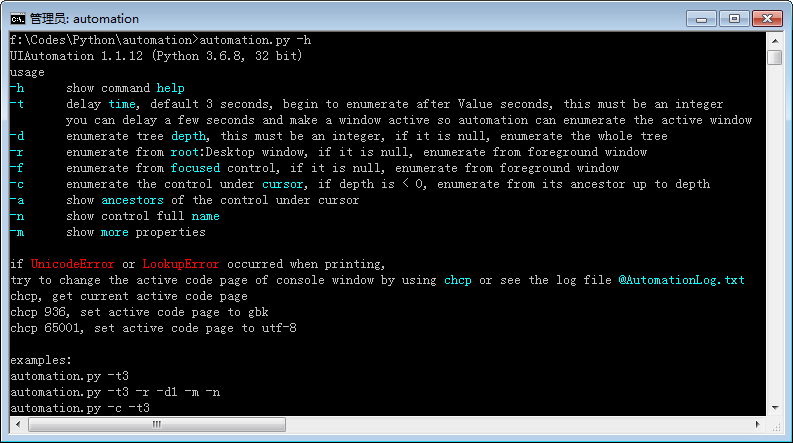 管理员: automation
f:\Codes\Python\automation>automation.py -h
UIAutomation 1.1.12 (Python 3.6.8, 32 bit)
usage
-h      show command help
-t      delay time, default 3 seconds, begin to enumerate after Value seconds, this must be an integer
        you can delay a few seconds and make a window active so automation can enumerate the active window
-d      enumerate tree depth, this must be an integer, if it is null, enumerate the whole tree
-r      enumerate from root:Desktop window, if it is null, enumerate from foreground window
-f      enumerate from focused control, if it is null, enumerate from foreground window
-c      enumerate the control under cursor, if depth is < 0, enumerate from its ancestor up to depth
-a      show ancestors of the control under cursor
-n      show control full name
-m      show more properties
if UnicodeError or LookupError occurred when printing,
try to change the active code page of console window by using chcp or see the log file @AutomationLog.txt
chcp, get current active code page
chcp 936, set active code page to gbk
chcp 65001, set active code page to utf-8
examples:
automation.py -t3
automation.py -t3 -r -d1 -m -n
automation.py -c -t3